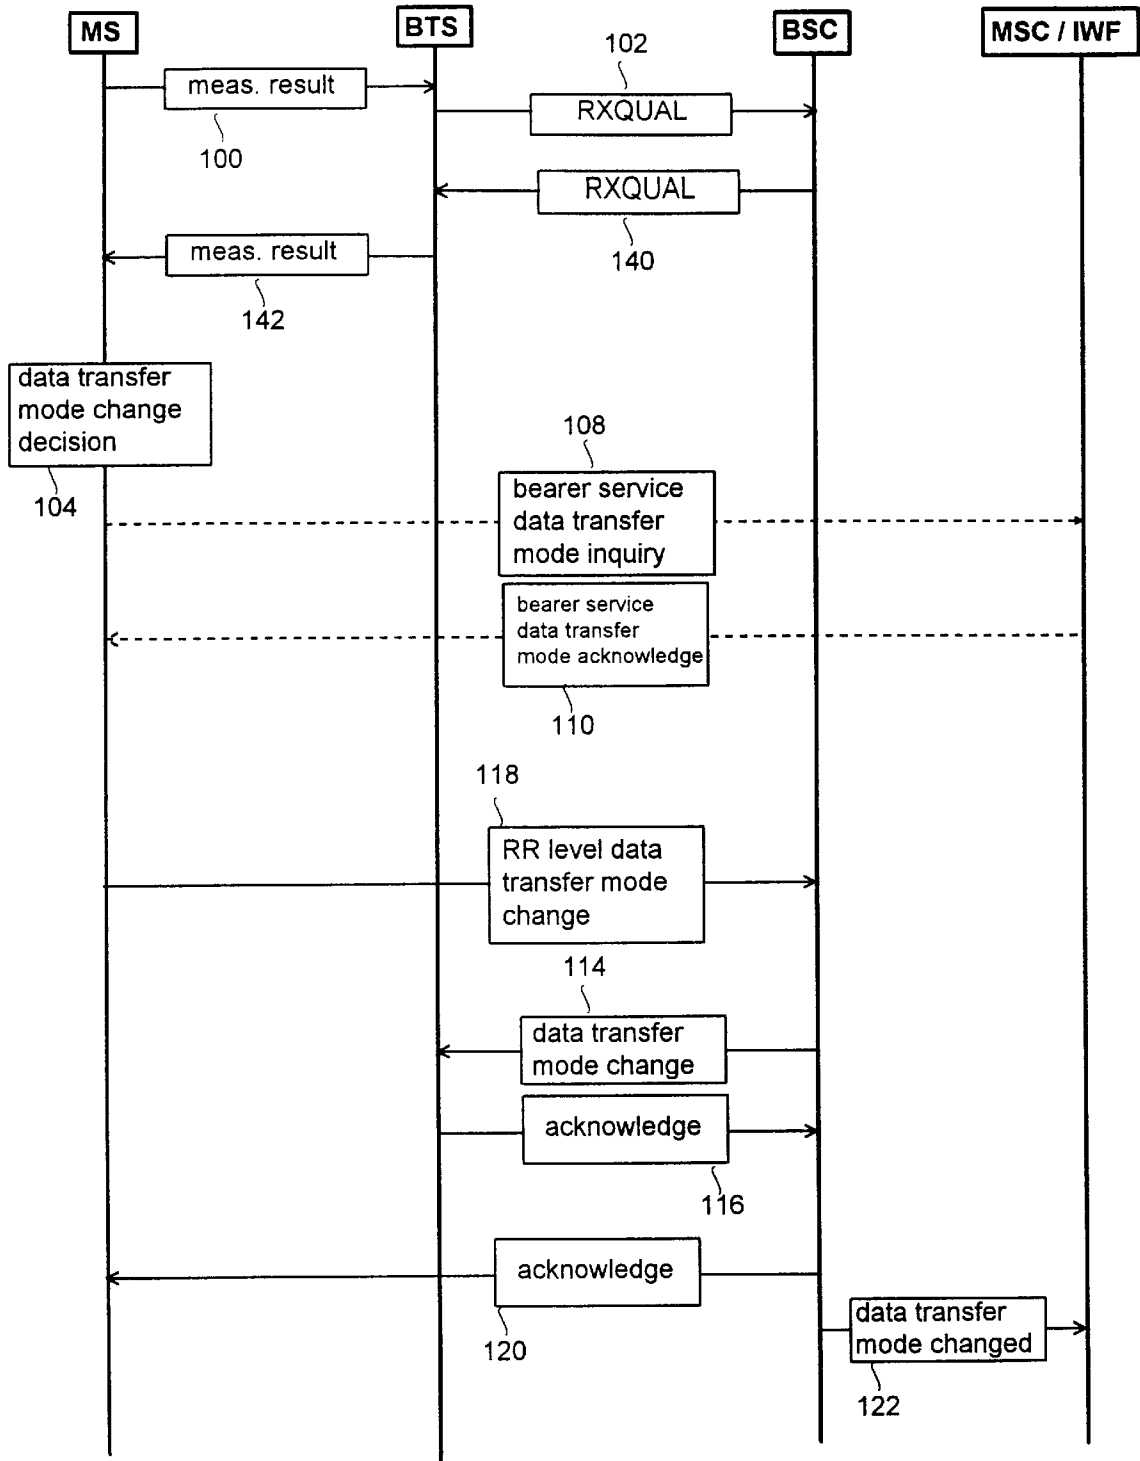 MS
BTS
BSC
MSC / IWF
meas. result
100
102
RXQUAL
RXQUAL
140
meas. result
142
data transfer
mode change
decision
104
108
bearer service
data transfer
mode inquiry
bearer service
data transfer
mode acknowledge
110
118
RR level data
transfer mode
change
114
data transfer
mode change
acknowledge
116
acknowledge
120
data transfer
mode changed
122